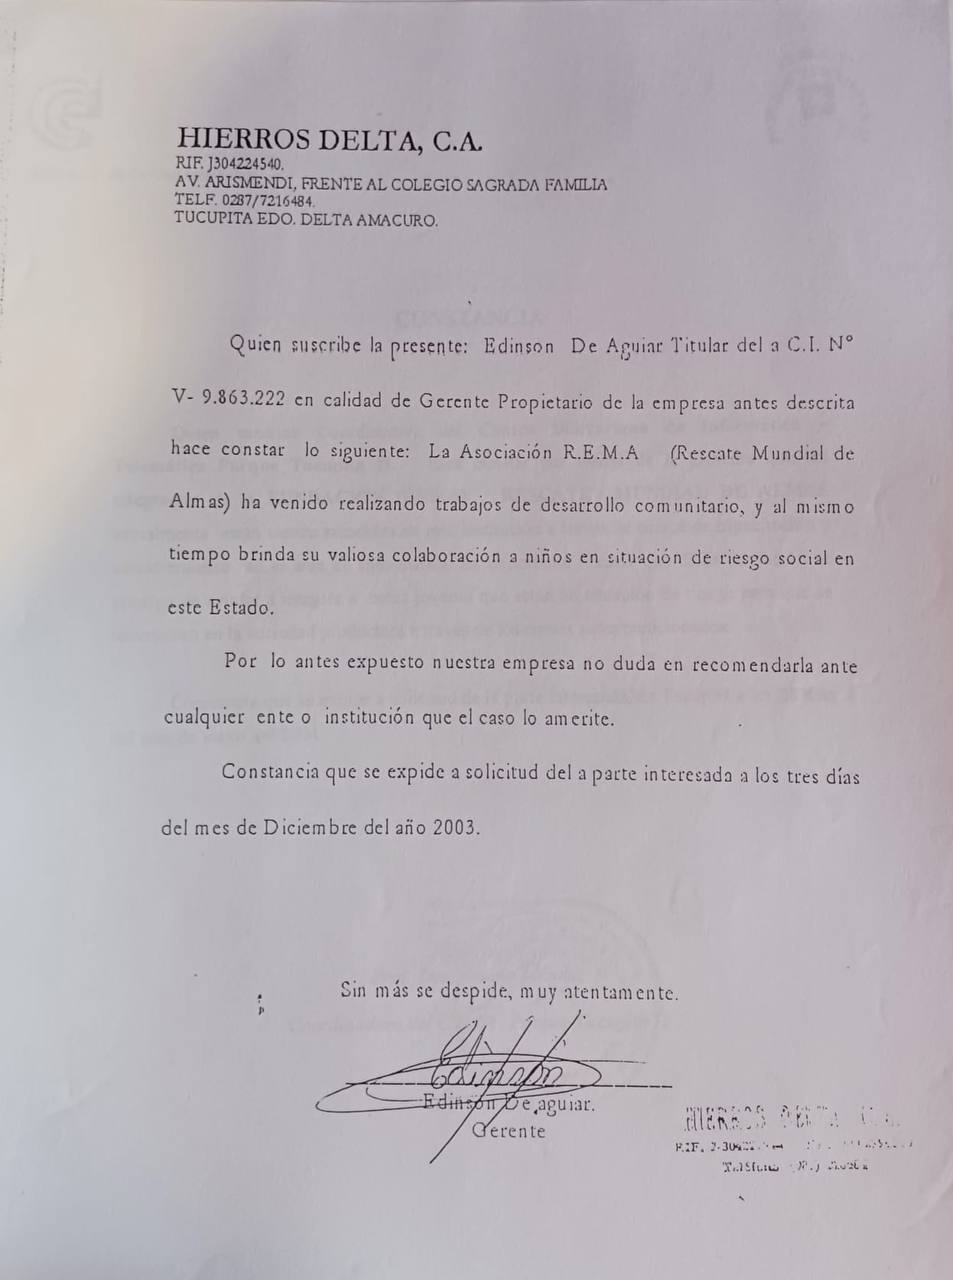 HIERROS DELTA, C.A.
RIF. J304224540.
AV. ARISMENDI, FRENTE AL COLEGIO SAGRADA FAMILIA
TELF. 0287/7216484.
TUCUPITA EDO. DELTA AMACURO.
Quien suscribe la presente: Edinson De Aguiar Titular del a C.I. N°
V- 9.863.222 en calidad de Gerente Propietario de la empresa antes descrita
hace constar lo siguiente: La Asociación R.E.M.A (Rescate Mundial de
Almas) ha venido realizando trabajos de desarrollo comunitario, y al mismo
tiempo brinda su valiosa colaboración a niños en situación de riesgo social en
este Estado.
Por lo antes expuesto nuestra empresa no duda en recomendarla ante
cualquier ente o institución que el caso lo amerite.
Constancia que se expide a solicitud del a parte interesada a los tres días
del mes de Diciembre del año 2003.
Sin más se despide, muy atentamente.
Edinson
Edinson De aguiar.
Gerente
HIERROS DELTA C.A.
RIF.